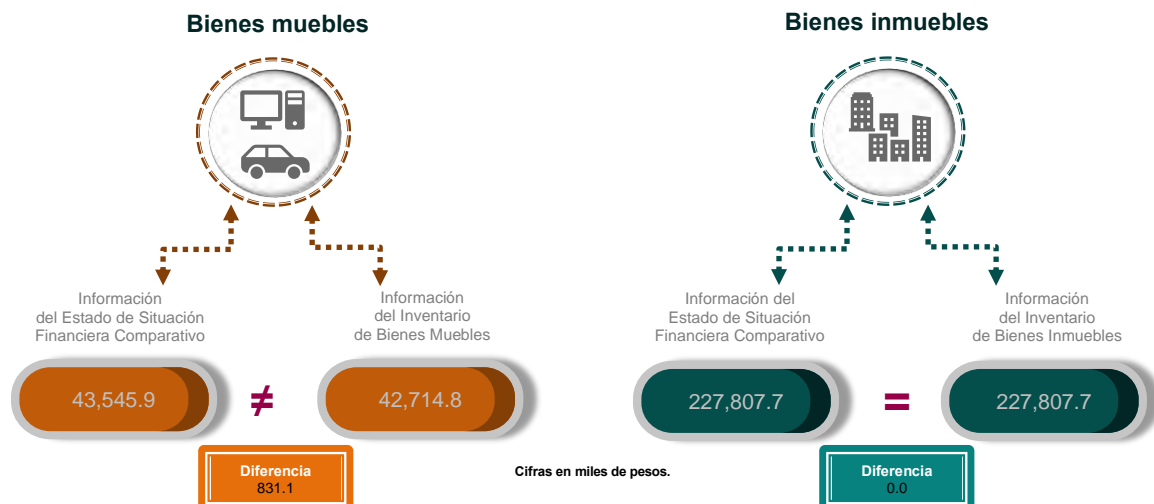 Bienes muebles
Información
del Estado de Situación
Financiera Comparativo
Información
del Inventario
de Bienes Muebles
43,545.9
≠
42,714.8
Diferencia
831.1
Cifras en miles de pesos.
Bienes inmuebles
Información del
Estado de Situación
Financiera Comparativo
Información
del Inventario
de Bienes Inmuebles
227,807.7
=
227,807.7
Diferencia
0.0